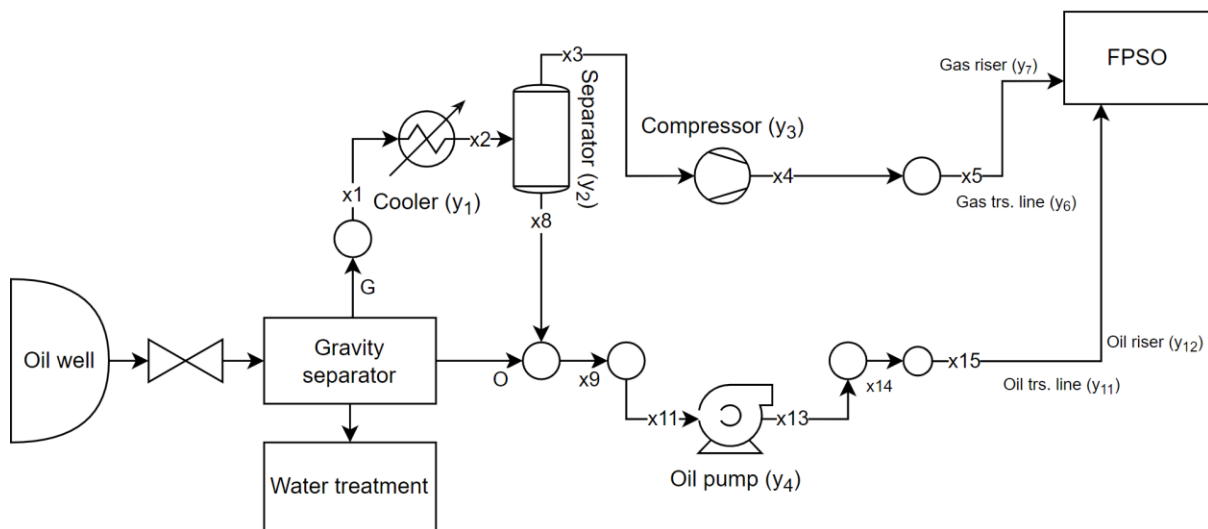 x3
Separator (y₂)
FPSO
Gas riser (y₇)
Compressor (y₃)
x2
x4
x5
x1
Cooler (y₁)
Gas trs. line (y₆)
x8
G
Oil well
Gravity
separator
O
x9
x14
x15
Oil riser (y₁₂)
Oil trs. line (y₁₁)
x11
x13
Oil pump (y₄)
Water treatment